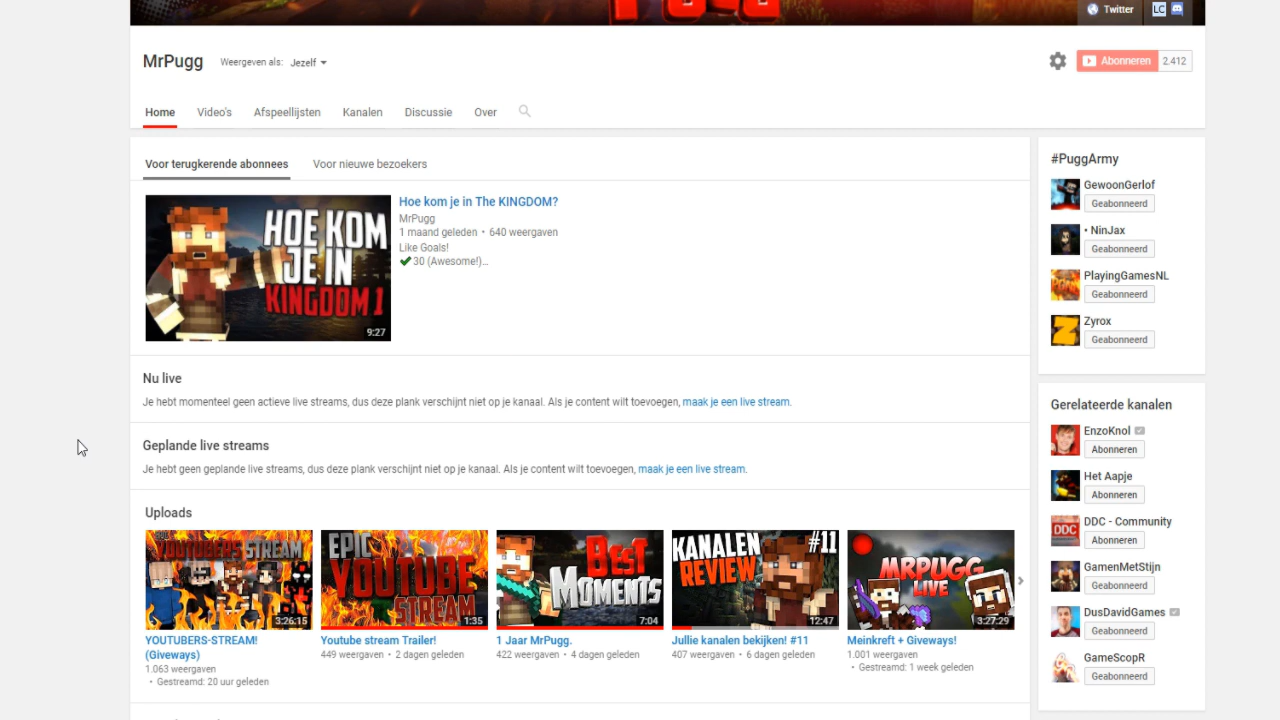 Twitter
LC
MrPugg
Weergeven als: Jezelf
Abonneren 2.412
Home Video's Afspeellijsten Kanalen Discussie Over
Voor terugkerende abonnees Voor nieuwe bezoekers
HOE KOM
JE IN
KINGDOM 1
9:27
Hoe kom je in The KINGDOM?
MrPugg
1 maand geleden • 640 weergaven
Like Goals!
30 (Awesome!)...
Nu live
Je hebt momenteel geen actieve live streams, dus deze plank verschijnt niet op je kanaal. Als je content wilt toevoegen, maak je een live stream.
Geplande live streams
Je hebt geen geplande live streams, dus deze plank verschijnt niet op je kanaal. Als je content wilt toevoegen, maak je een live stream.
Uploads
YOUTUBERS STREAM
3:26:15
YOUTUBERS-STREAM!
(Giveways)
1.063 weergaven
• Gestreamd: 20 uur geleden
EPIC
YOUTUBE
STREAM
1:35
Youtube stream Trailer!
449 weergaven • 2 dagen geleden
BEST
MOMENTS
7:04
1 Jaar MrPugg.
422 weergaven • 4 dagen geleden
KANALEN
REVIEW
#11
12:47
Jullie kanalen bekijken! #11
407 weergaven • 6 dagen geleden
MRPUGG
LIVE
3:27:29
Meinkreft + Giveways!
1.001 weergaven
• Gestreamd: 1 week geleden
#PuggArmy
GewoonGerlof
Geabonneerd
• NinJax
Geabonneerd
PlayingGamesNL
Geabonneerd
Zyrox
Geabonneerd
Gerelateerde kanalen
EnzoKnol
Abonneren
Het Aapje
Abonneren
DDC
DDC - Community
Abonneren
GamenMetStijn
Geabonneerd
DusDavidGames
Geabonneerd
GameScopR
Geabonneerd